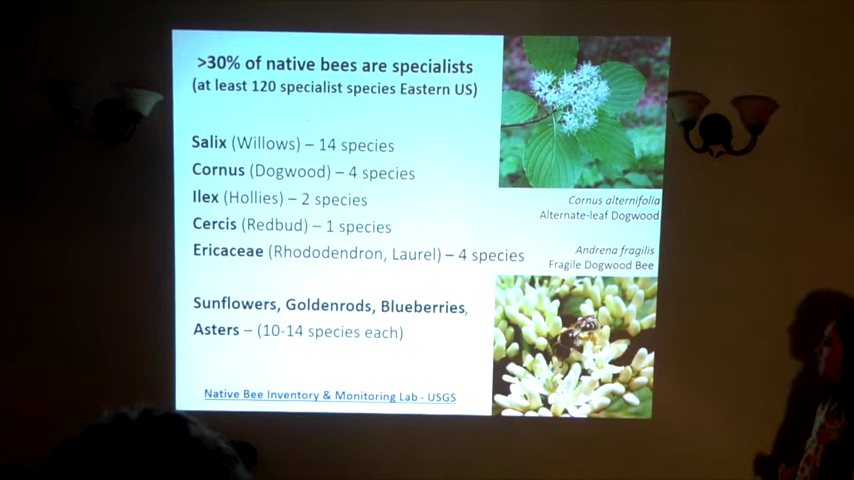 >30% of native bees are specialists
(at least 120 specialist species Eastern US)
Salix (Willows) – 14 species
Cornus (Dogwood) – 4 species
Ilex (Hollies) – 2 species
Cercis (Redbud) – 1 species
Ericaceae (Rhododendron, Laurel) – 4 species
Sunflowers, Goldenrods, Blueberries,
Asters – (10-14 species each)
Native Bee Inventory & Monitoring Lab - USGS
Cornus alternifolia
Alternate-leaf Dogwood
Andrena fragilis
Fragile Dogwood Bee